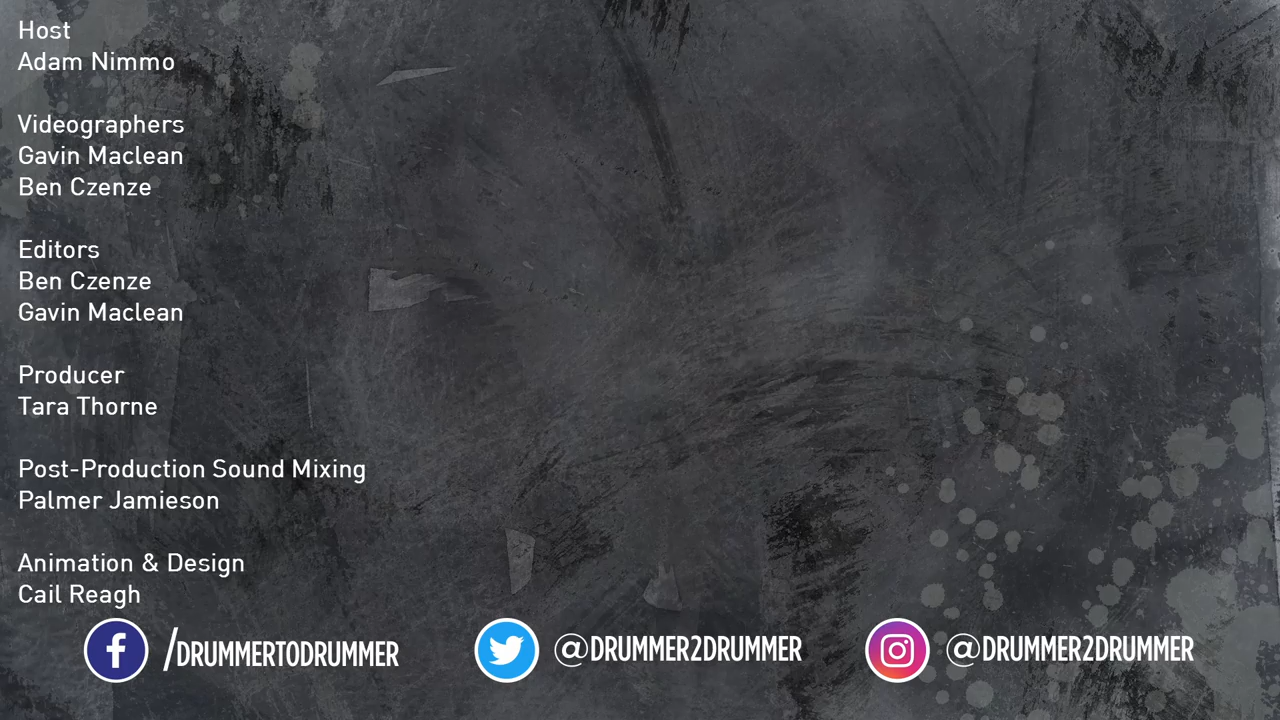 Host
Adam Nimmo
Videographers
Gavin Maclean
Ben Czenze
Editors
Ben Czenze
Gavin Maclean
Producer
Tara Thorne
Post-Production Sound Mixing
Palmer Jamieson
Animation & Design
Cail Reagh
/DRUMMERTODRUMMER
@DRUMMER2DRUMMER
@DRUMMER2DRUMMER